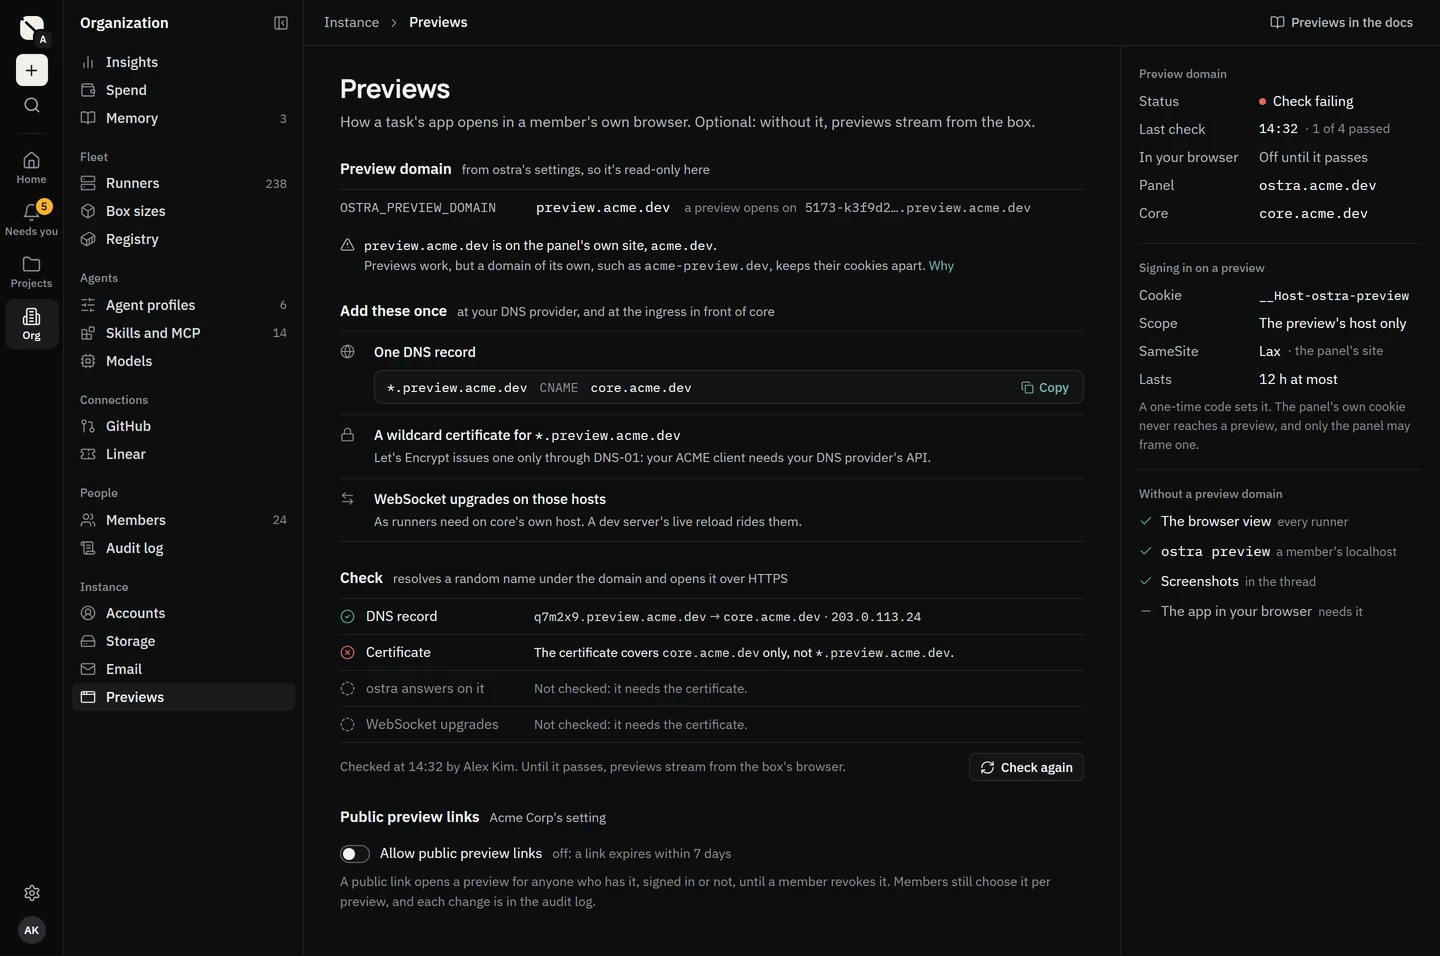 A
Home
5
Needs you
Projects
Org
AK
Organization
Insights
Spend
Memory 3
Fleet
Runners 238
Box sizes
Registry
Agents
Agent profiles 6
Skills and MCP 14
Models
Connections
GitHub
Linear
People
Members 24
Audit log
Instance
Accounts
Storage
Email
Previews
Instance > Previews
Previews in the docs
Previews
How a task's app opens in a member's own browser. Optional: without it, previews stream from the box.
Preview domain from ostra's settings, so it's read-only here
OSTRA_PREVIEW_DOMAIN preview.acme.dev a preview opens on 5173-k3f9d2….preview.acme.dev
preview.acme.dev is on the panel's own site, acme.dev.
Previews work, but a domain of its own, such as acme-preview.dev, keeps their cookies apart. Why
Add these once at your DNS provider, and at the ingress in front of core
One DNS record
*.preview.acme.dev CNAME core.acme.dev Copy
A wildcard certificate for *.preview.acme.dev
Let's Encrypt issues one only through DNS-01: your ACME client needs your DNS provider's API.
WebSocket upgrades on those hosts
As runners need on core's own host. A dev server's live reload rides them.
Check resolves a random name under the domain and opens it over HTTPS
DNS record q7m2x9.preview.acme.dev → core.acme.dev · 203.0.113.24
Certificate The certificate covers core.acme.dev only, not *.preview.acme.dev.
ostra answers on it Not checked: it needs the certificate.
WebSocket upgrades Not checked: it needs the certificate.
Checked at 14:32 by Alex Kim. Until it passes, previews stream from the box's browser. Check again
Public preview links Acme Corp's setting
Allow public preview links off: a link expires within 7 days
A public link opens a preview for anyone who has it, signed in or not, until a member revokes it. Members still choose it per
preview, and each change is in the audit log.
Preview domain
Status Check failing
Last check 14:32 · 1 of 4 passed
In your browser Off until it passes
Panel ostra.acme.dev
Core core.acme.dev
Signing in on a preview
Cookie __Host-ostra-preview
Scope The preview's host only
SameSite Lax · the panel's site
Lasts 12 h at most
A one-time code sets it. The panel's own cookie
never reaches a preview, and only the panel may
frame one.
Without a preview domain
The browser view every runner
ostra preview a member's localhost
Screenshots in the thread
The app in your browser needs it